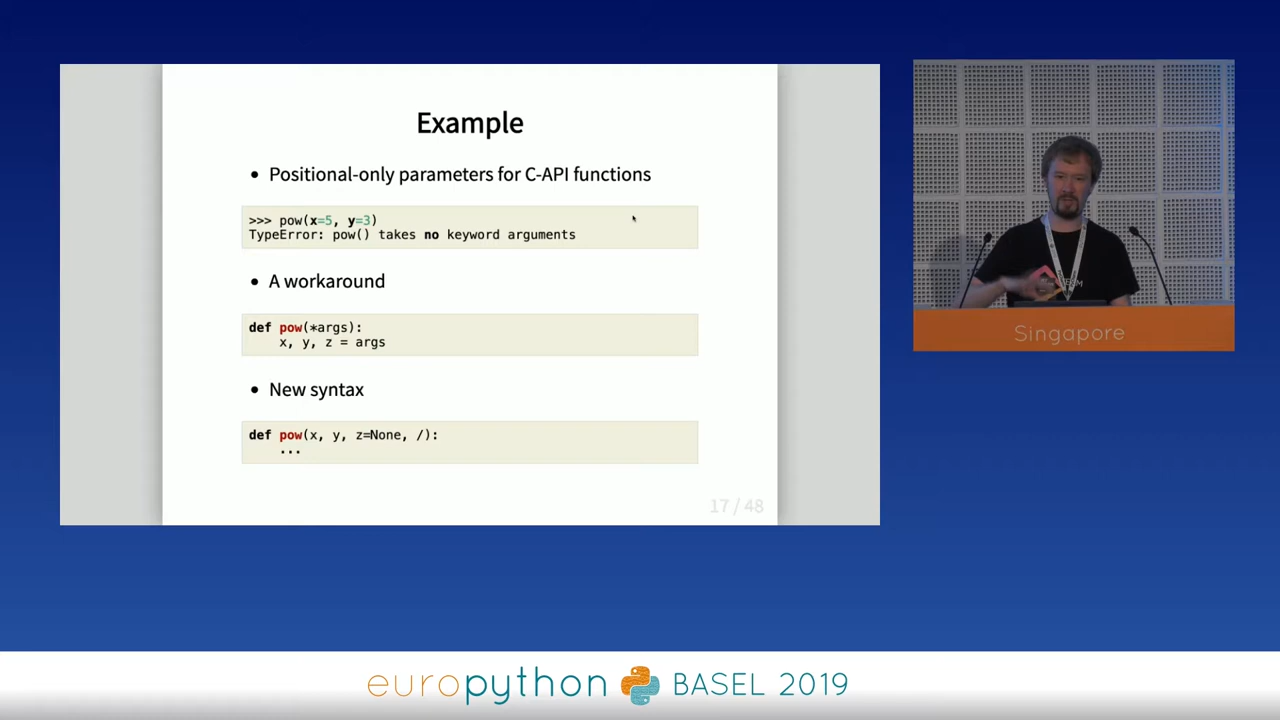 Example
• Positional-only parameters for C-API functions
>>> pow(x=5, y=3)
TypeError: pow() takes no keyword arguments
• A workaround
def pow(*args):
    x, y, z = args
• New syntax
def pow(x, y, z=None, /):
    ...
17 / 48
Singapore
europython BASEL 2019